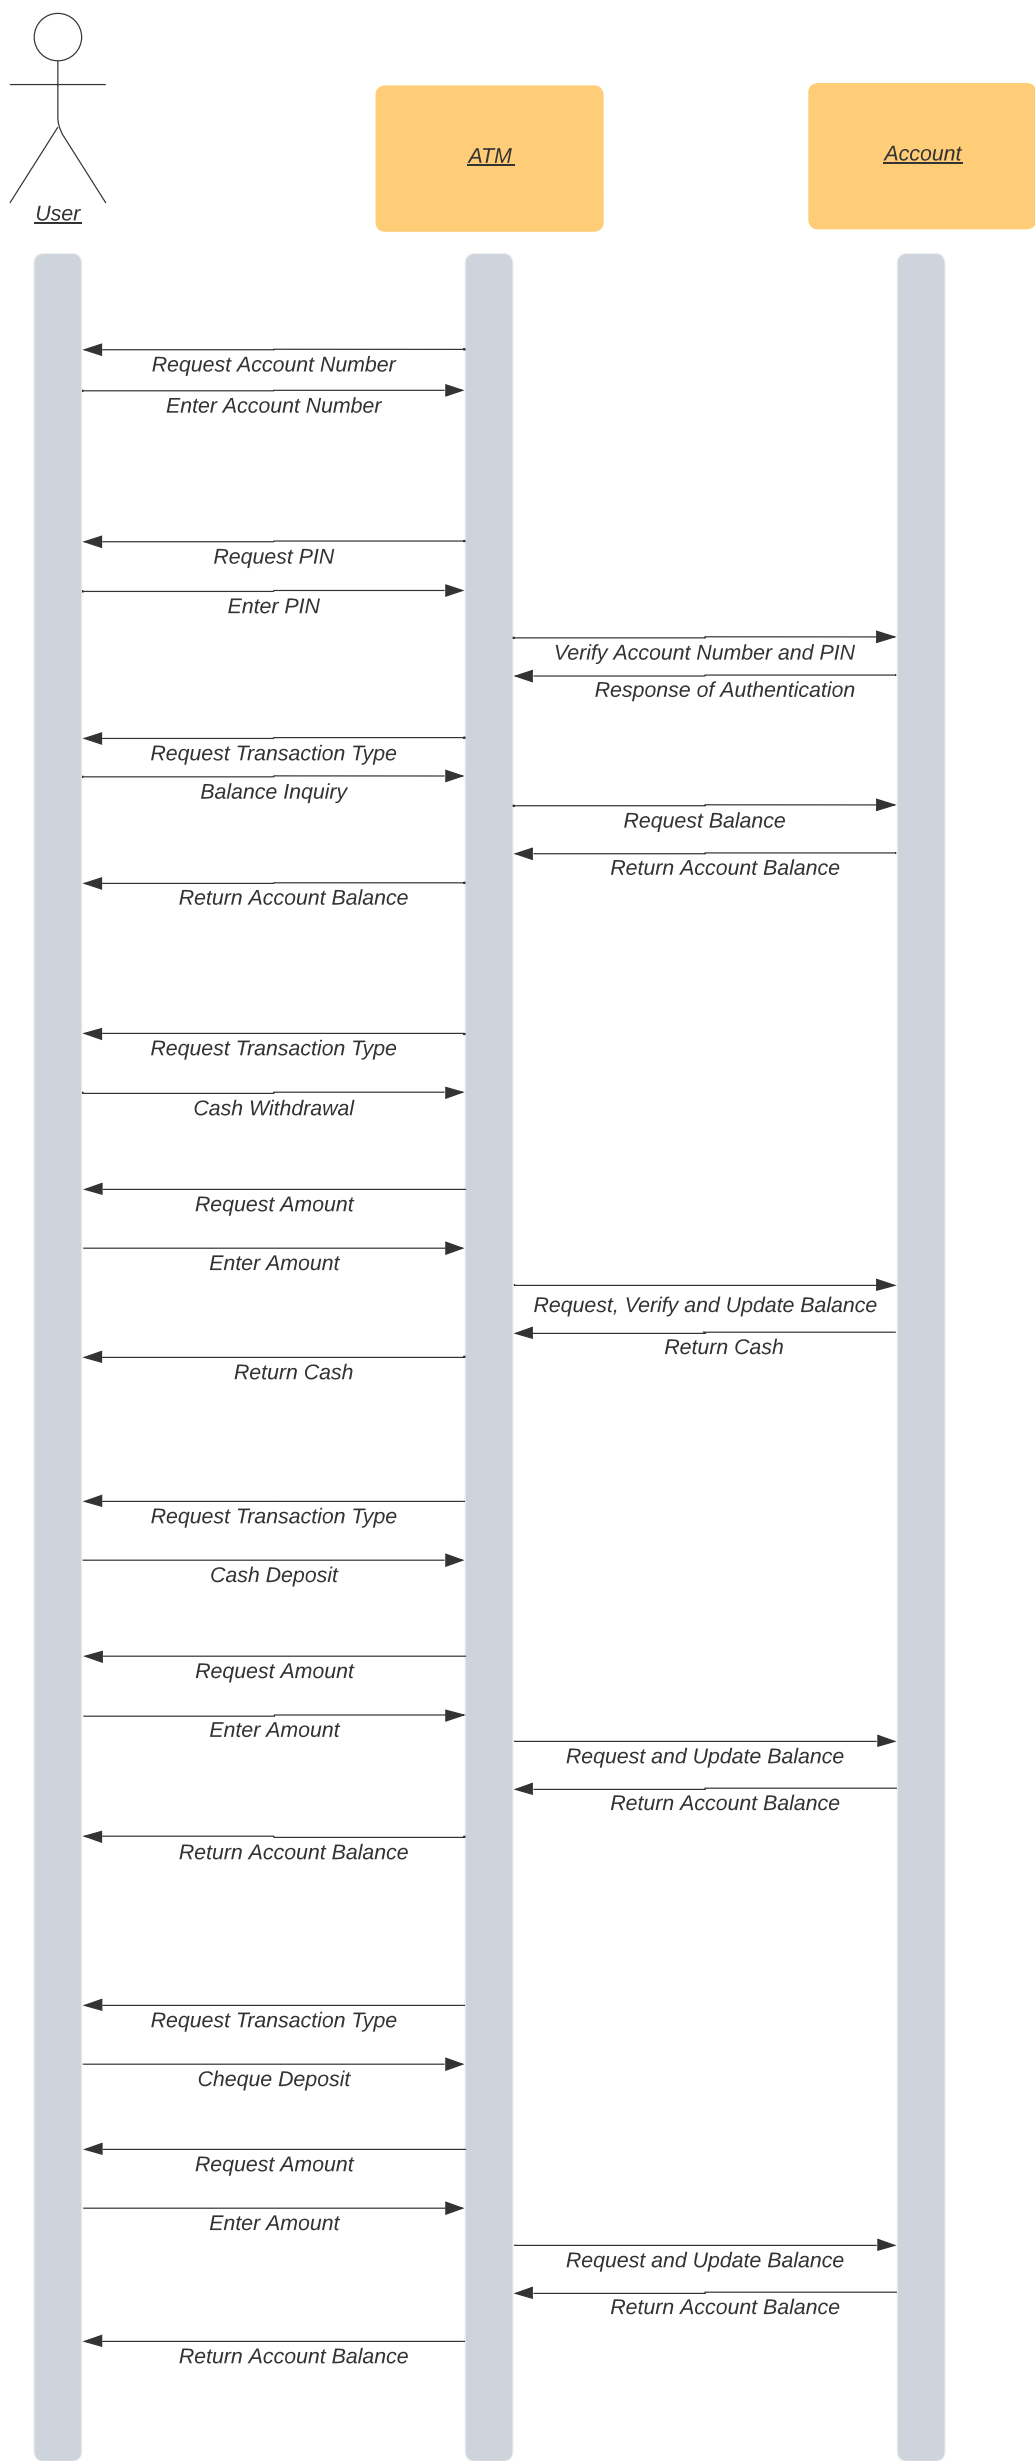 User
ATM
Account
Request Account Number
Enter Account Number
Request PIN
Enter PIN
Verify Account Number and PIN
Response of Authentication
Request Transaction Type
Balance Inquiry
Request Balance
Return Account Balance
Return Account Balance
Request Transaction Type
Cash Withdrawal
Request Amount
Enter Amount
Request, Verify and Update Balance
Return Cash
Return Cash
Request Transaction Type
Cash Deposit
Request Amount
Enter Amount
Request and Update Balance
Return Account Balance
Return Account Balance
Request Transaction Type
Cheque Deposit
Request Amount
Enter Amount
Request and Update Balance
Return Account Balance
Return Account Balance